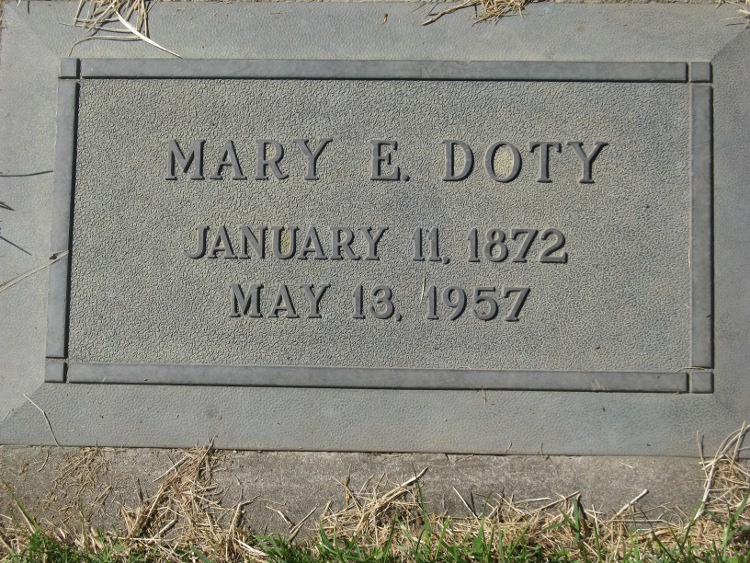 MARY E. DOTY
JANUARY 11, 1872
MAY 13, 1957